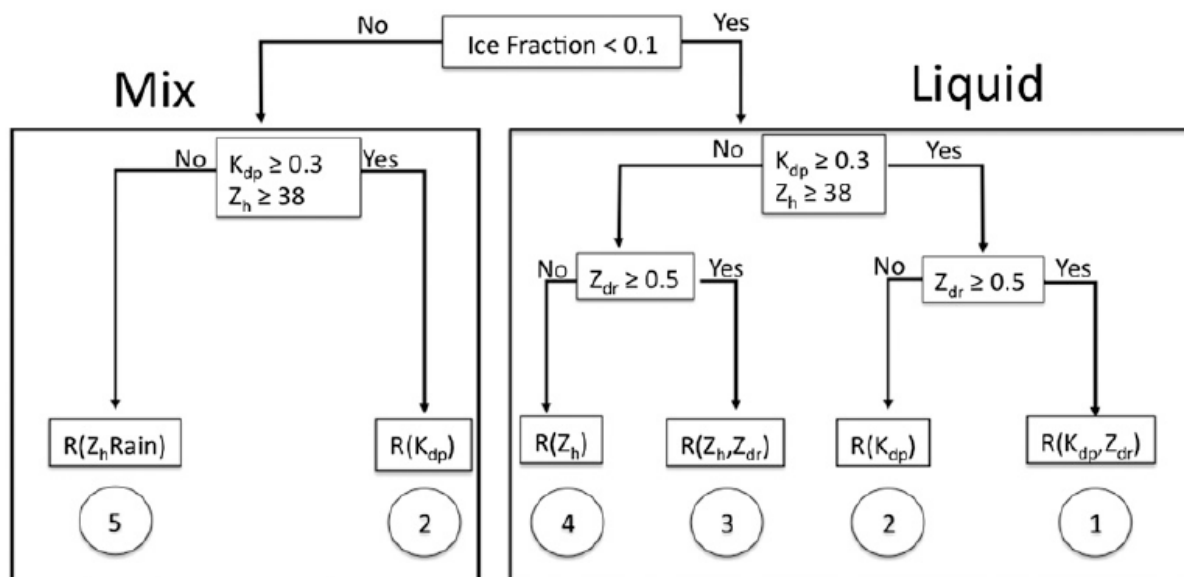 No
Ice Fraction < 0.1
Yes
Mix
Liquid
No
K_dp ≥ 0.3
Z_h ≥ 38
Yes
No
K_dp ≥ 0.3
Z_h ≥ 38
Yes
No
Z_dr ≥ 0.5
Yes
No
Z_dr ≥ 0.5
Yes
R(Z_hRain)
R(K_dp)
R(Z_h)
R(Z_h,Z_dr)
R(K_dp)
R(K_dp,Z_dr)
5
2
4
3
2
1